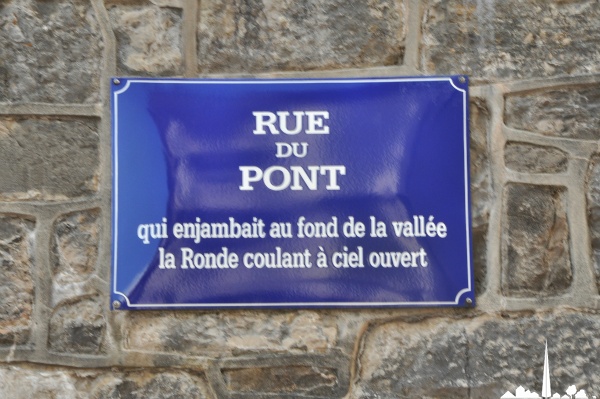 RUE
DU
PONT
qui enjambait au fond de la vallée
la Ronde coulant à ciel ouvert